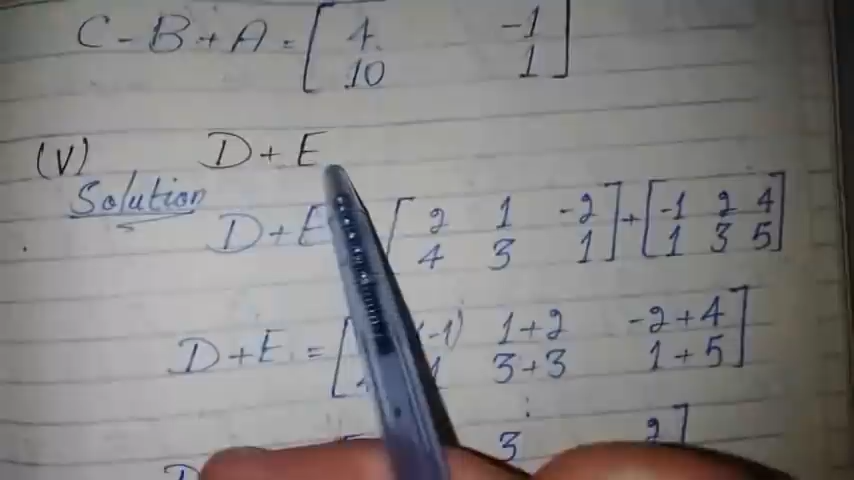 C - B + A = [ 4 -1
10 1 ]
(V) D + E
Solution
D + E [ 2 1 -2 ] + [ -1 2 4 ]
4 3 1 1 3 5
D + E = [ (-1) 1+2 -2+4 ]
3+3 1+5
3 2